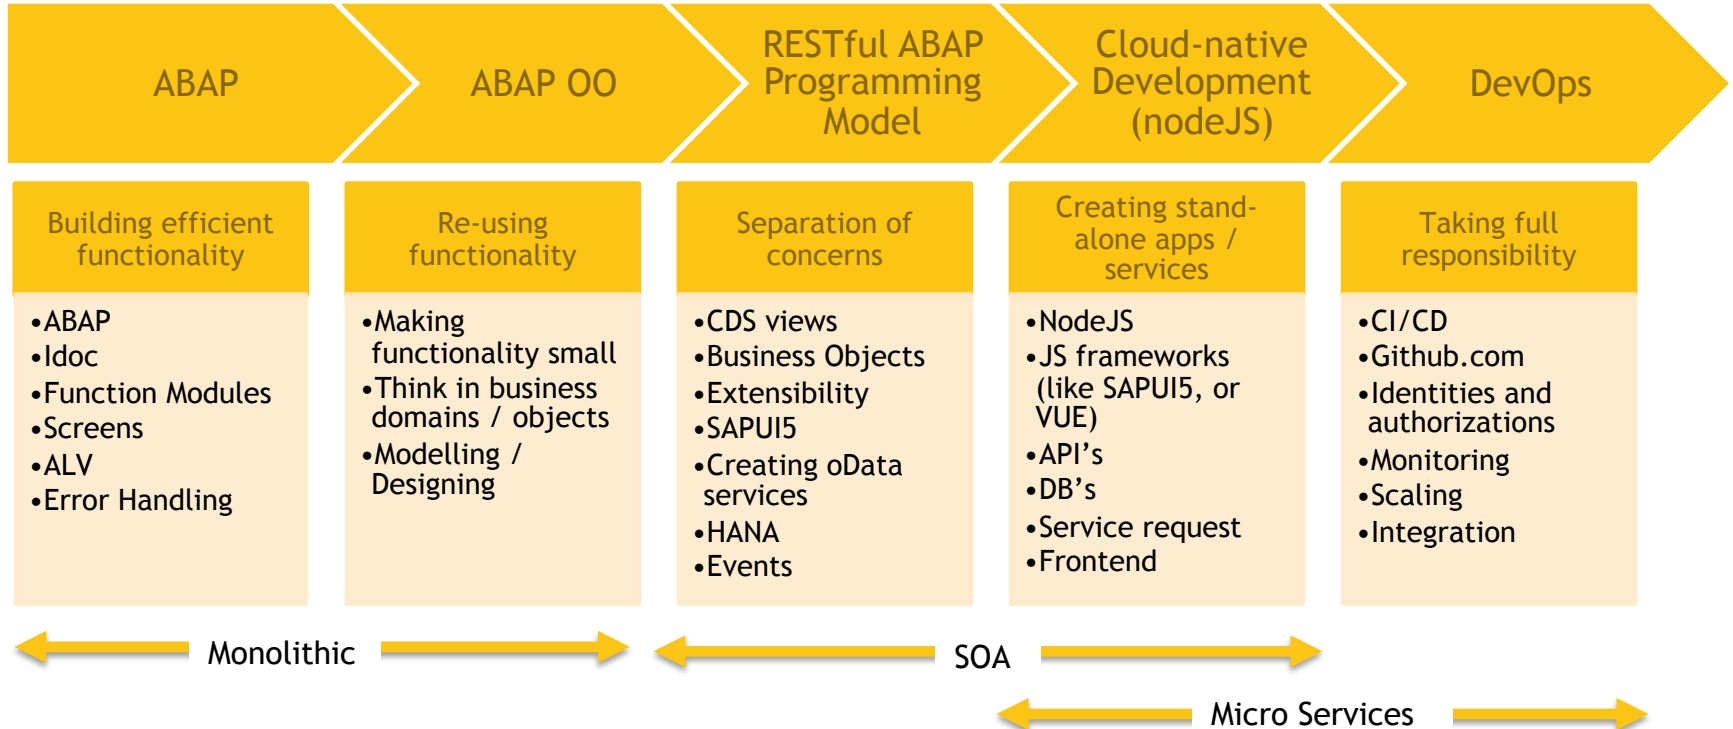 ABAP
ABAP OO
RESTful ABAP
Programming
Model
Cloud-native
Development
(nodeJS)
DevOps
Building efficient
functionality
•ABAP
•Idoc
•Function Modules
•Screens
•ALV
•Error Handling
Re-using
functionality
•Making
functionality small
•Think in business
domains / objects
•Modelling /
Designing
Separation of
concerns
•CDS views
•Business Objects
•Extensibility
•SAPUI5
•Creating oData
services
•HANA
•Events
Creating stand-
alone apps /
services
•NodeJS
•JS frameworks
(like SAPUI5, or
VUE)
•API’s
•DB’s
•Service request
•Frontend
Taking full
responsibility
•CI/CD
•Github.com
•Identities and
authorizations
•Monitoring
•Scaling
•Integration
Monolithic
SOA
Micro Services